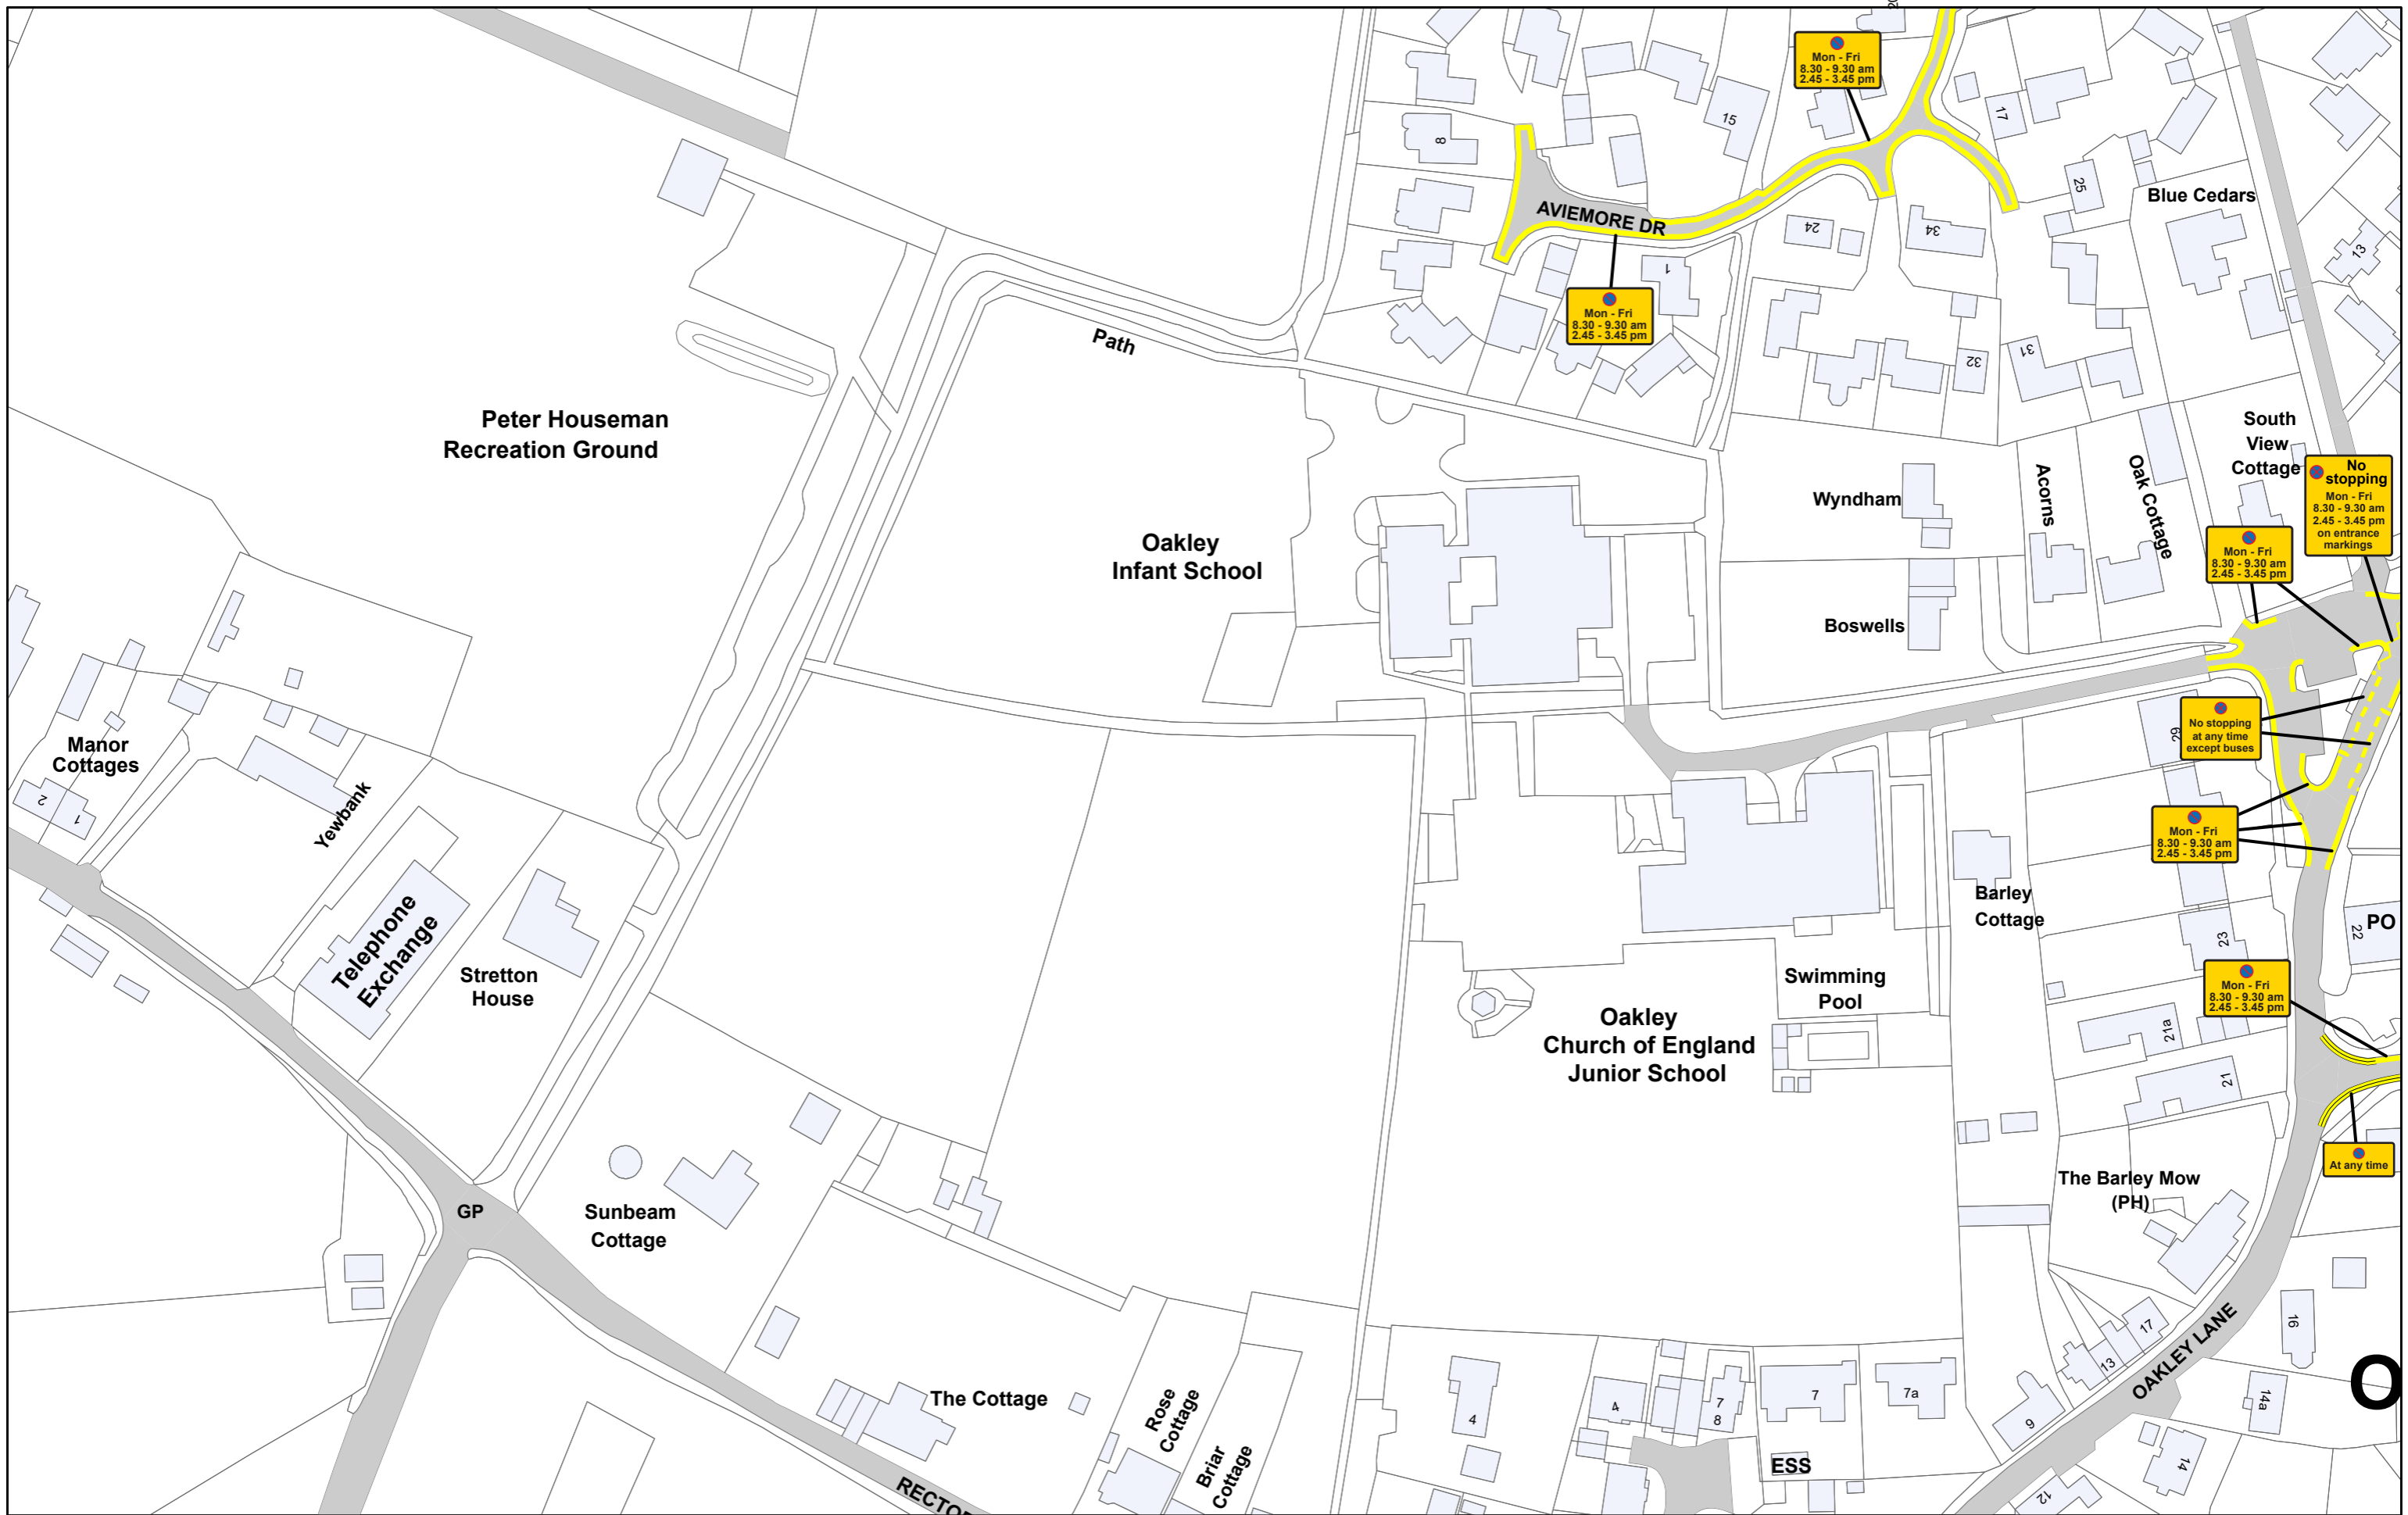 Mon - Fri
8.30 - 9.30 am
2.45 - 3.45 pm
15
17
8
25
Blue Cedars
AVIEMORE DR
24
34
13
1
Mon - Fri
8.30 - 9.30 am
2.45 - 3.45 pm
Path
32
31
Peter Houseman
Recreation Ground
South
View
Cottage
No
stopping
Mon - Fri
8.30 - 9.30 am
2.45 - 3.45 pm
on entrance
markings
Wyndham
Acorns
Oak Cottage
Oakley
Infant School
Mon - Fri
8.30 - 9.30 am
2.45 - 3.45 pm
Boswells
29
No stopping
at any time
except buses
Manor
Cottages
2
1
Yewbank
Mon - Fri
8.30 - 9.30 am
2.45 - 3.45 pm
Barley
Cottage
Telephone
Exchange
Stretton
House
23
22
PO
Swimming
Pool
Mon - Fri
8.30 - 9.30 am
2.45 - 3.45 pm
Oakley
Church of England
Junior School
21a
21
At any time
The Barley Mow
(PH)
GP
Sunbeam
Cottage
16
17
13
OAKLEY LANE
O
The Cottage
Rose
Cottage
Briar
Cottage
4
4
7
8
7
7a
9
14a
14
12
ESS